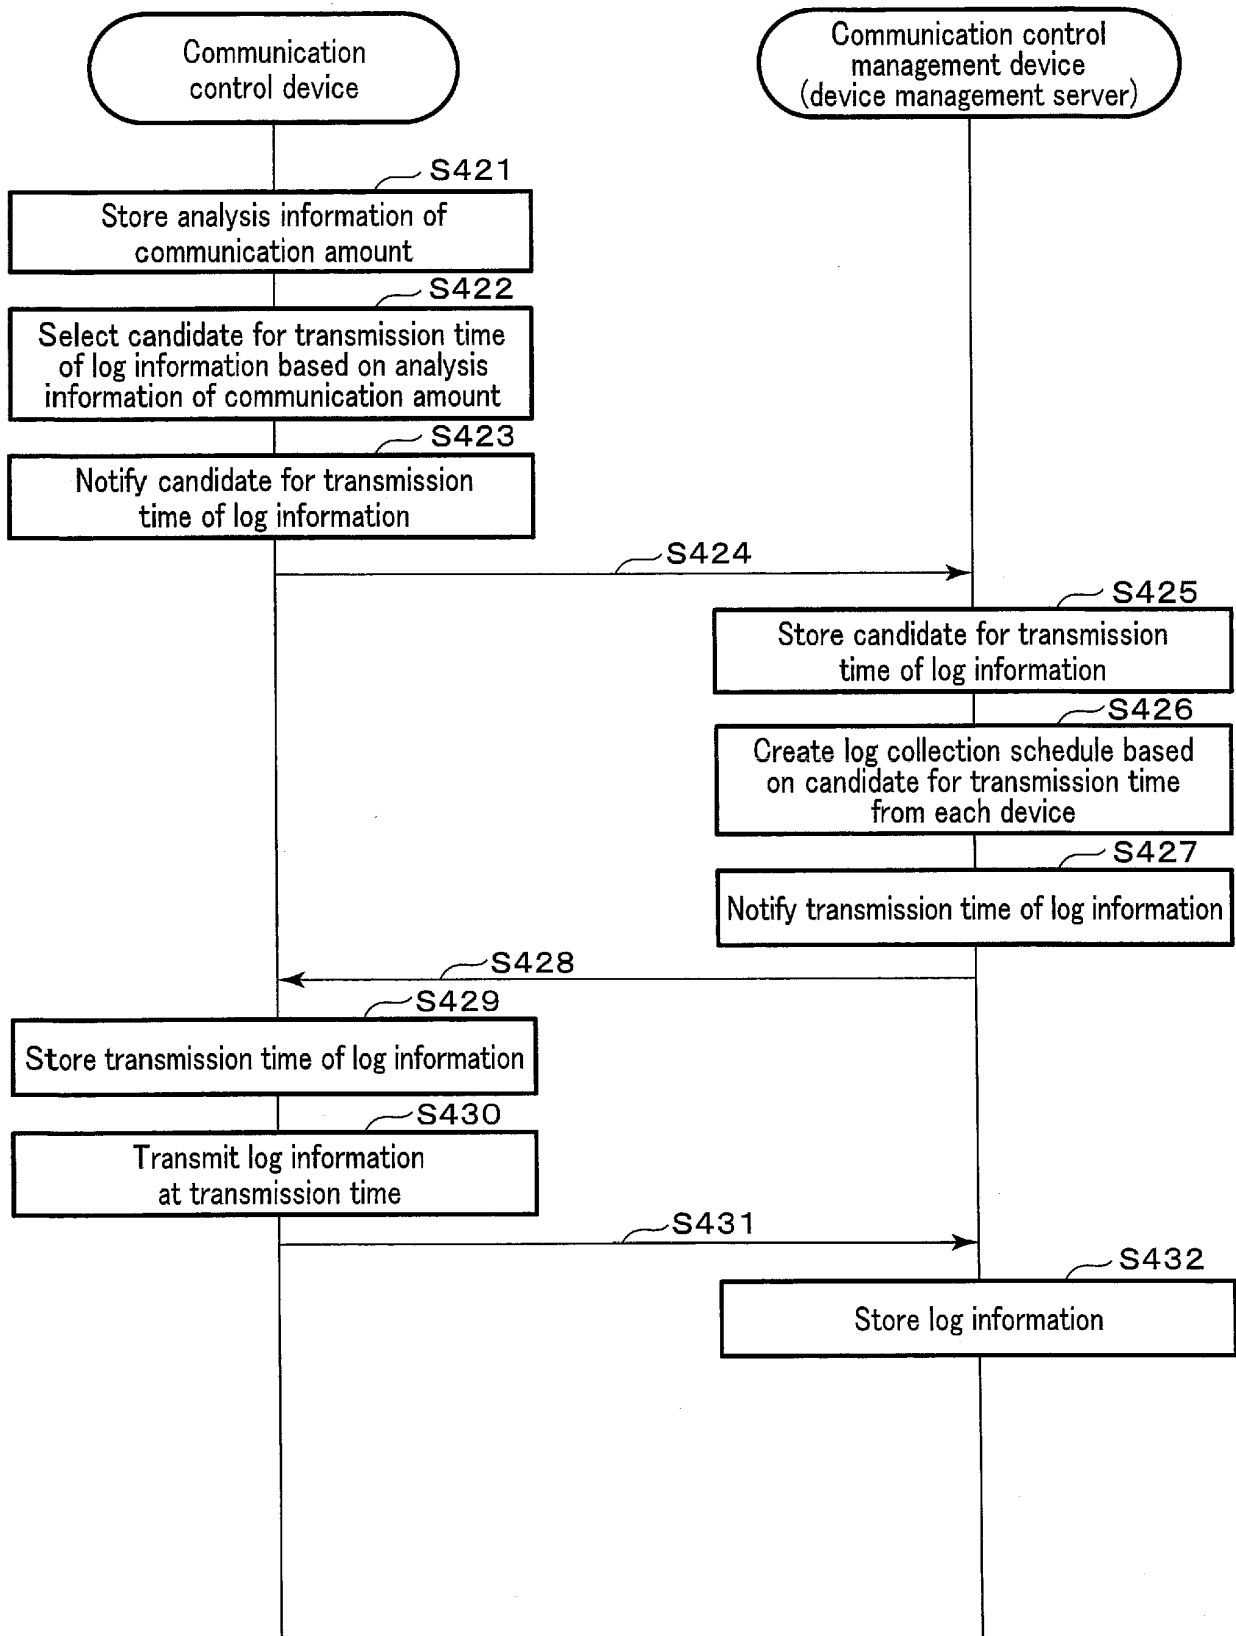 Communication
control device
Communication control
management device
(device management server)
S421
Store analysis information of
communication amount
S422
Select candidate for transmission time
of log information based on analysis
information of communication amount
S423
Notify candidate for transmission
time of log information
S424
S425
Store candidate for transmission
time of log information
S426
Create log collection schedule based
on candidate for transmission time
from each device
S427
Notify transmission time of log information
S428
S429
Store transmission time of log information
S430
Transmit log information
at transmission time
S431
S432
Store log information